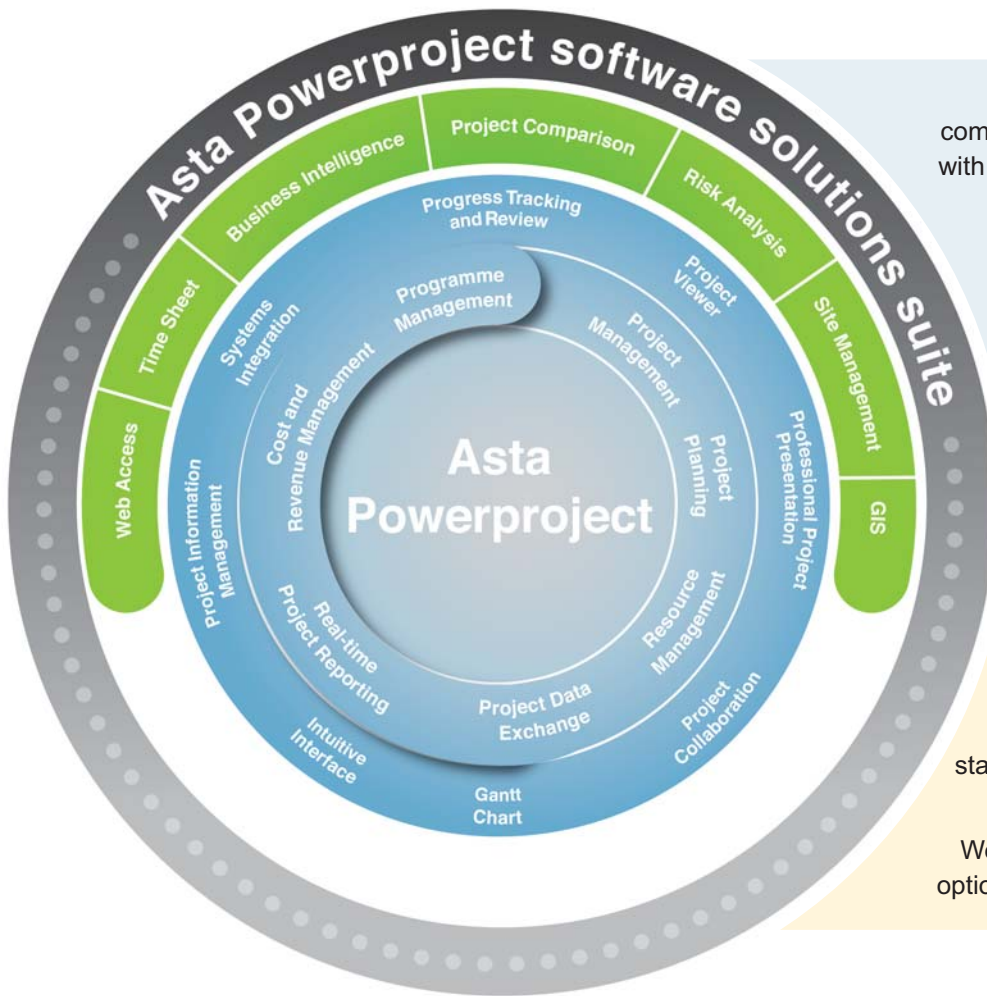 Asta Powerproject software solutions suite
Web Access
Time Sheet
Business Intelligence
Project Comparison
Risk Analysis
Site Management
GIS
Progress Tracking
and Review
Project
Viewer
Professional Project
Presentation
Project
Collaboration
Gantt
Chart
Intuitive
Interface
Project Information
Management
Systems
Integration
Programme
Management
Project
Management
Project
Planning
Resource
Management
Project Data
Exchange
Real-time
Project Reporting
Cost and
Revenue Management
Asta
Powerproject
com
with
sta
We
optio